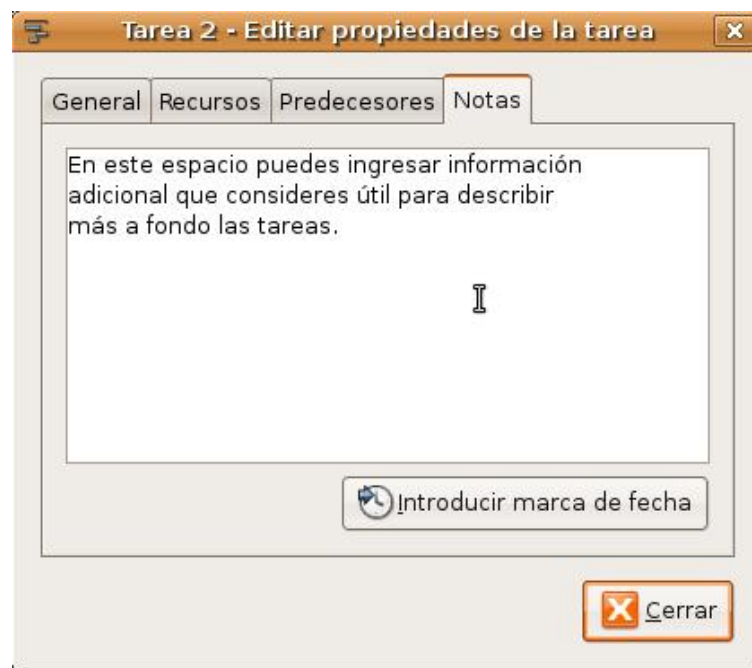 Tarea 2 - Editar propiedades de la tarea
General Recursos Predecesores Notas
En este espacio puedes ingresar información
adicional que consideres útil para describir
más a fondo las tareas.
Introducir marca de fecha
Cerrar